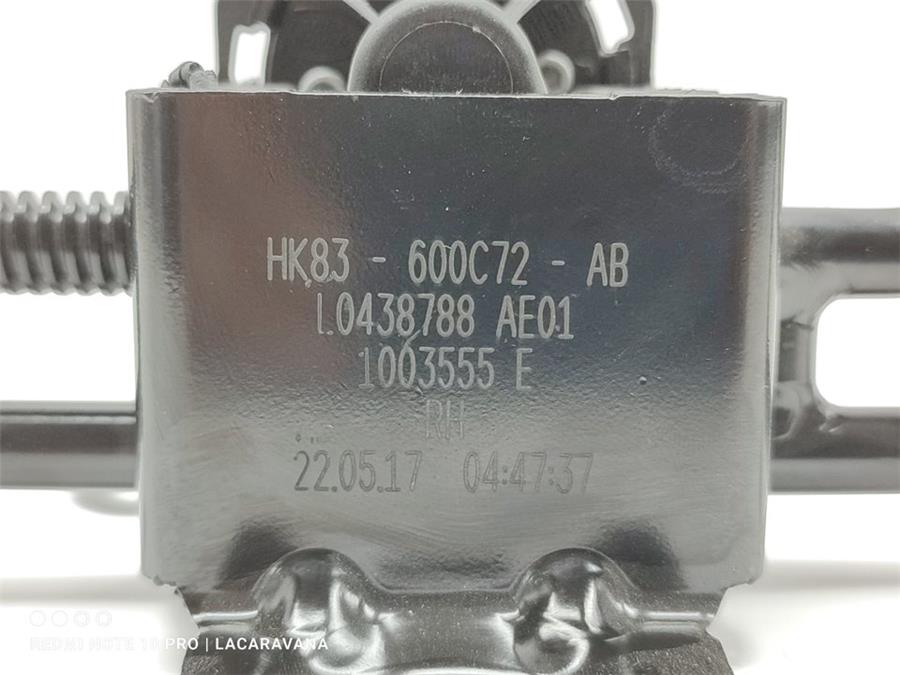 HK83 - 600C72 - AB
L0438788 AE01
1003555 E
RH
22.05.17 04:47:37
REDMI NOTE 10 PRO | LACARAVANA